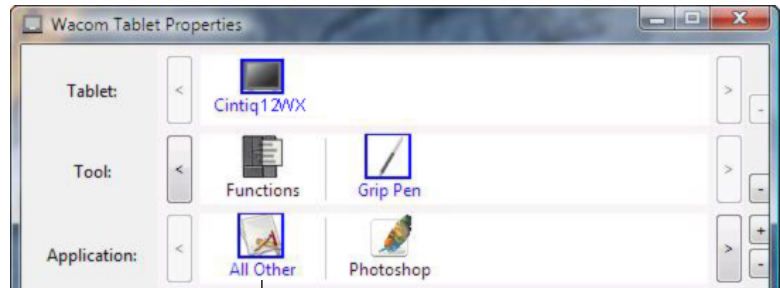 Wacom Tablet Properties
Tablet:
<
Cintiq12WX
>
-
Tool:
<
Functions
Grip Pen
>
-
Application:
<
All Other
Photoshop
>
+
-